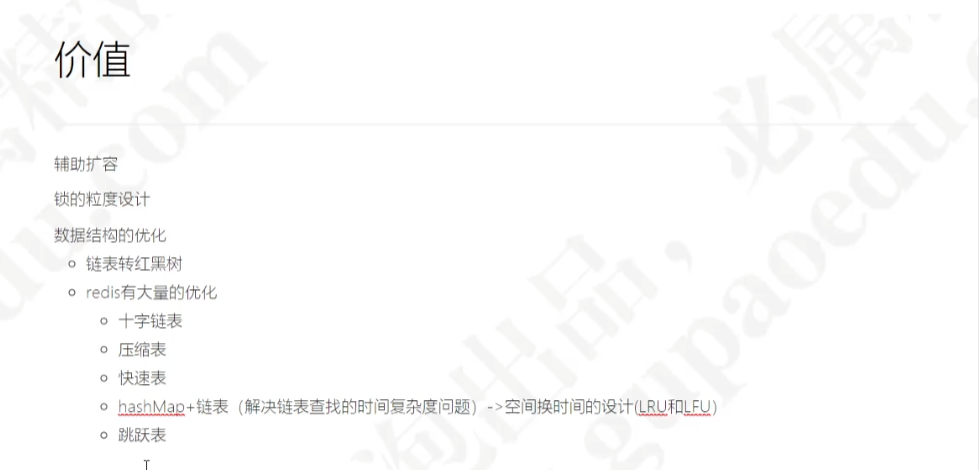 价值
辅助扩容
锁的粒度设计
数据结构的优化
链表转红黑树
redis有大量的优化
十字链表
压缩表
快速表
hashMap+链表（解决链表查找的时间复杂度问题）->空间换时间的设计(LRU和LFU)
跳跃表
必属精
du.com
淘出品，
gupaoedu.